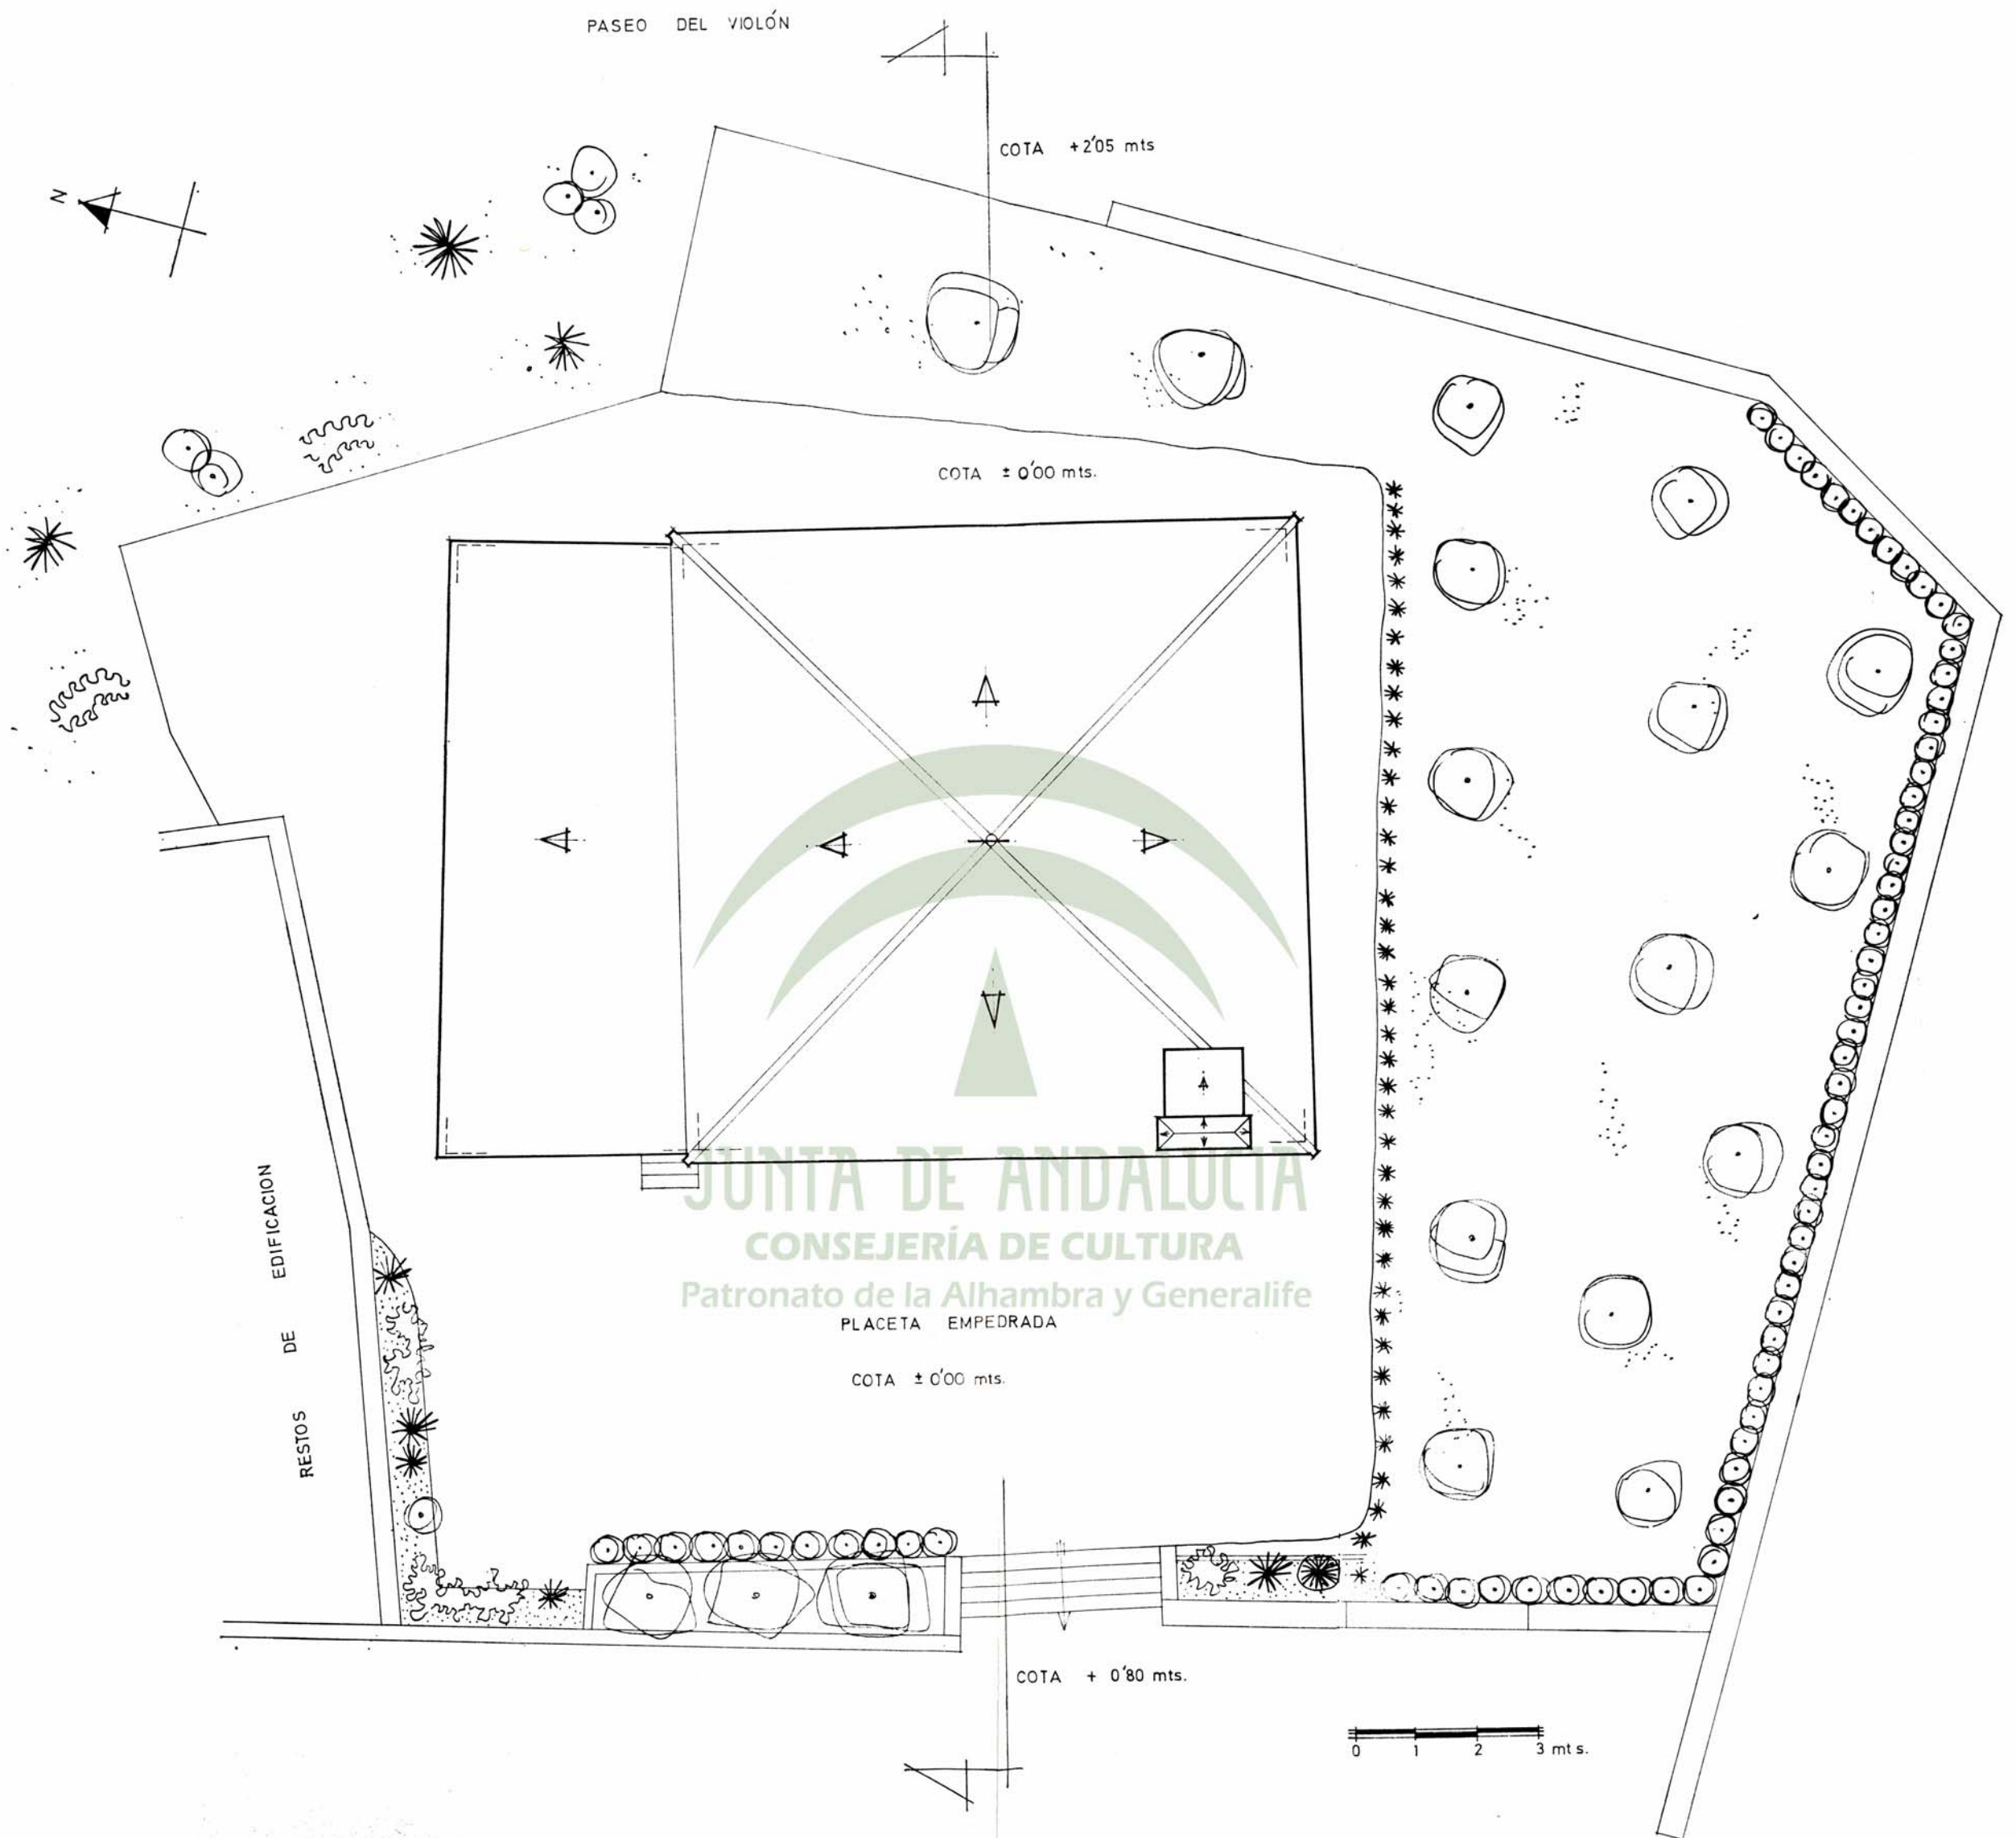 PASEO DEL VIOLÓN
COTA +2'05 mts
N
COTA ± 0'00 mts.
JUNTA DE ANDALUCIA
CONSEJERÍA DE CULTURA
Patronato de la Alhambra y Generalife
PLACETA EMPEDRADA
COTA ± 0'00 mts.
RESTOS DE EDIFICACION
COTA + 0'80 mts.
0 1 2 3 mts.